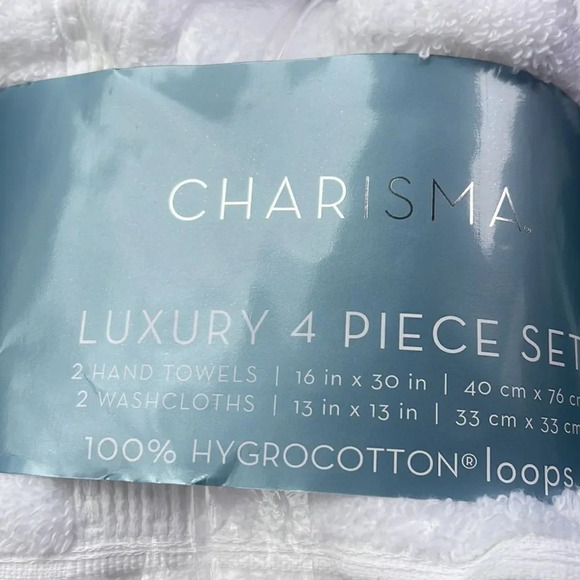 CHARISMA™
LUXURY 4 PIECE SET
2 HAND TOWELS | 16 in x 30 in | 40 cm x 76 cm
2 WASHCLOTHS | 13 in x 13 in | 33 cm x 33 cm
100% HYGROCOTTON® loops.